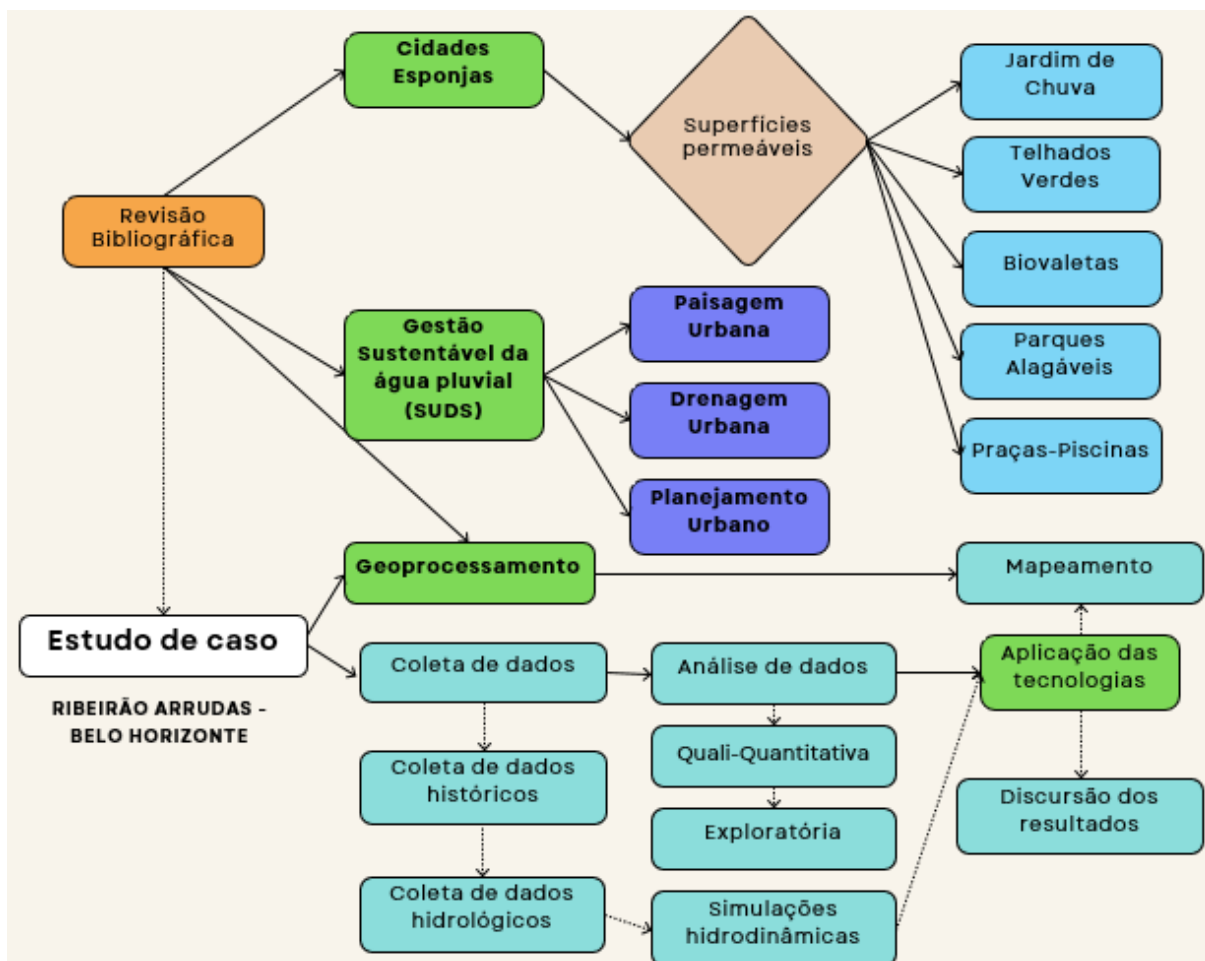 Cidades
Esponjas
Superfícies
permeáveis
Jardim de
Chuva
Telhados
Verdes
Biovaletas
Parques
Alagáveis
Praças-Piscinas
Revisão
Bibliográfica
Gestão
Sustentável da
água pluvial
(SUDS)
Paisagem
Urbana
Drenagem
Urbana
Planejamento
Urbano
Geoprocessamento
Mapeamento
Estudo de caso
RIBEIRÃO ARRUDAS -
BELO HORIZONTE
Coleta de dados
Análise de dados
Aplicação das
tecnologias
Coleta de dados
históricos
Quali-Quantitativa
Exploratória
Discursão dos
resultados
Coleta de dados
hidrológicos
Simulações
hidrodinâmicas